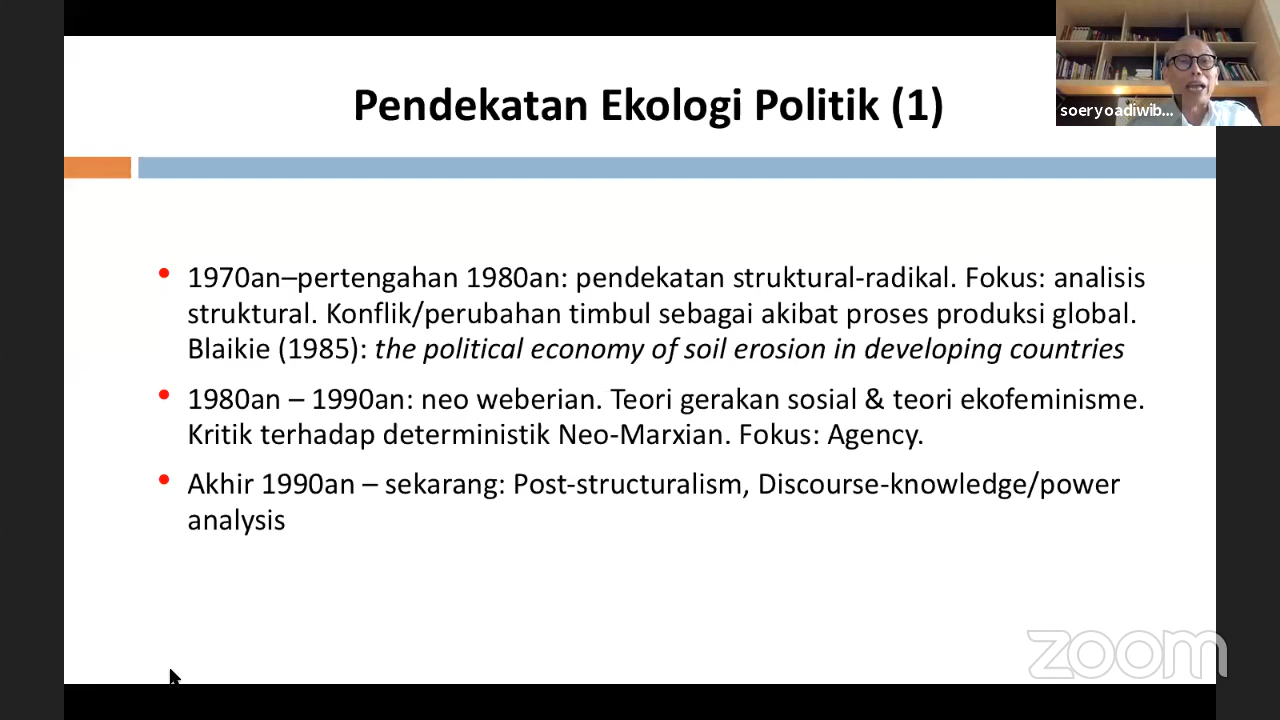 Pendekatan Ekologi Politik (1)
soeryoadiwib...
• 1970an–pertengahan 1980an: pendekatan struktural-radikal. Fokus: analisis
struktural. Konflik/perubahan timbul sebagai akibat proses produksi global.
Blaikie (1985): the political economy of soil erosion in developing countries
• 1980an – 1990an: neo weberian. Teori gerakan sosial & teori ekofeminisme.
Kritik terhadap deterministik Neo-Marxian. Fokus: Agency.
• Akhir 1990an – sekarang: Post-structuralism, Discourse-knowledge/power
analysis
zoom